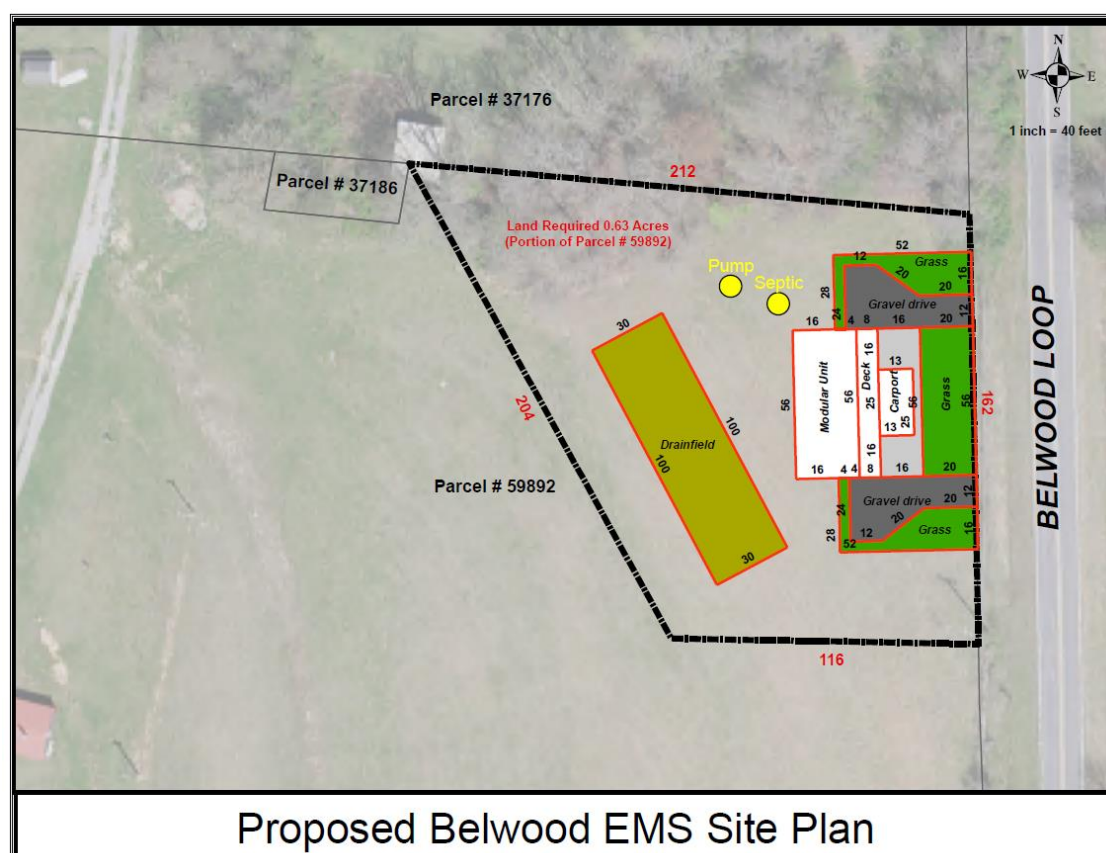 N
W E
S
1 inch = 40 feet
Parcel # 37176
Parcel # 37186
212
Land Required 0.63 Acres
(Portion of Parcel # 59892)
52
12
Grass
20
16
20
Pump
Septic
28
24
Gravel drive
12
16
4
8
16
20
30
56
Modular Unit
56
Deck
16
25
16
13
Carport
13
25
56
Grass
56
162
BELWOOD LOOP
204
100
Drainfield
100
30
Parcel # 59892
16
4
4
8
16
20
24
Gravel drive
20
12
28
12
20
Grass
16
52
116
Proposed Belwood EMS Site Plan